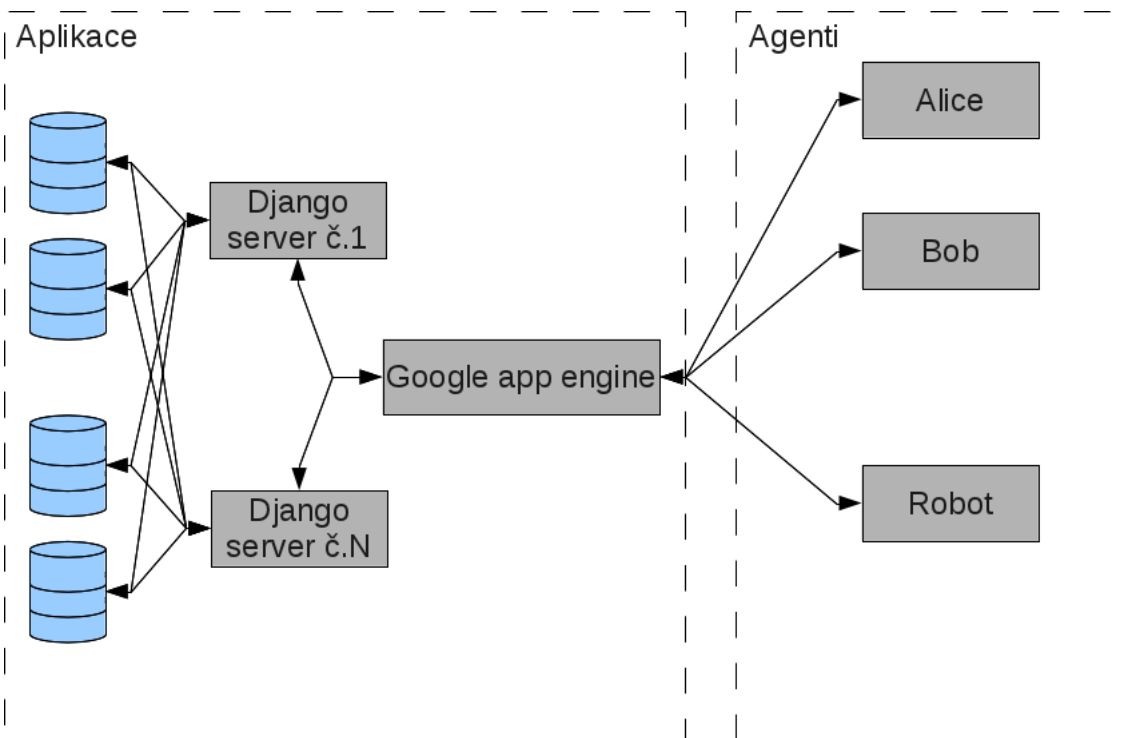 Aplikace
Agenti
Alice
Django
server č.1
Bob
Google app engine
Django
server č.N
Robot